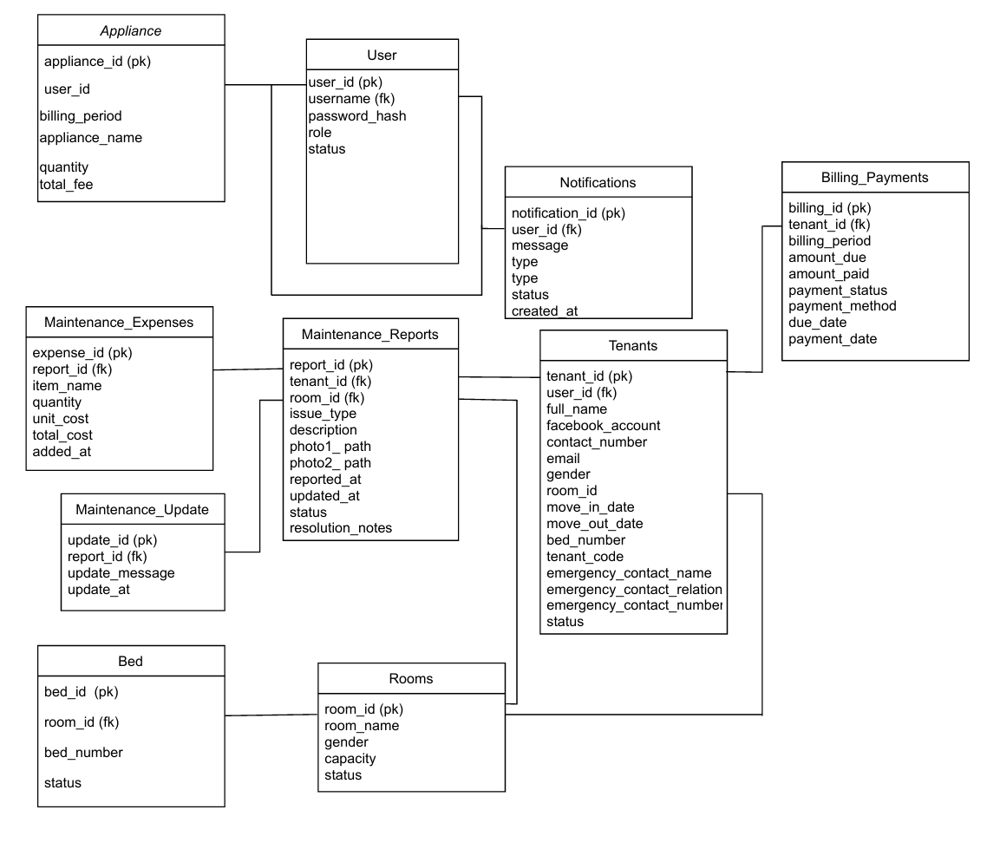 Appliance
appliance_id (pk)
user_id
billing_period
appliance_name
quantity
total_fee
User
user_id (pk)
username (fk)
password_hash
role
status
Notifications
notification_id (pk)
user_id (fk)
message
type
type
status
created_at
Billing_Payments
billing_id (pk)
tenant_id (fk)
billing_period
amount_due
amount_paid
payment_status
payment_method
due_date
payment_date
Maintenance_Expenses
expense_id (pk)
report_id (fk)
item_name
quantity
unit_cost
total_cost
added_at
Maintenance_Reports
report_id (pk)
tenant_id (fk)
room_id (fk)
issue_type
description
photo1_ path
photo2_ path
reported_at
updated_at
status
resolution_notes
Tenants
tenant_id (pk)
user_id (fk)
full_name
facebook_account
contact_number
email
gender
room_id
move_in_date
move_out_date
bed_number
tenant_code
emergency_contact_name
emergency_contact_relation
emergency_contact_number
status
Maintenance_Update
update_id (pk)
report_id (fk)
update_message
update_at
Bed
bed_id  (pk)
room_id (fk)
bed_number
status
Rooms
room_id (pk)
room_name
gender
capacity
status